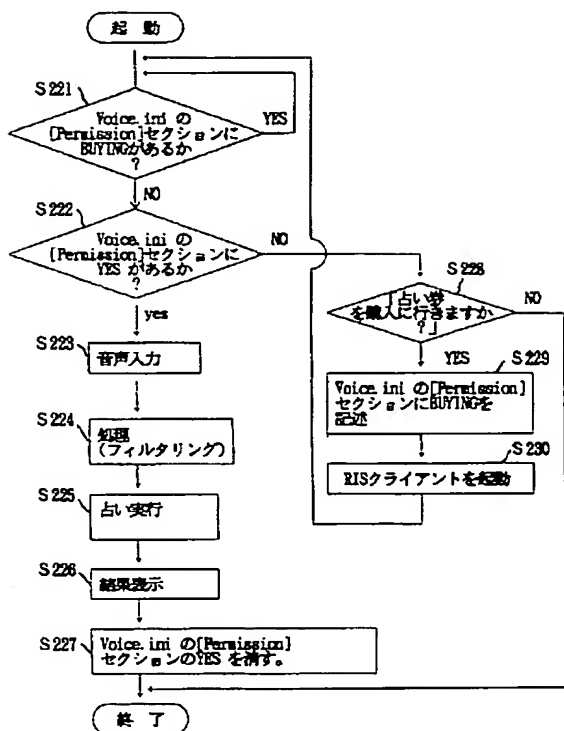 起 動
S221
Voice.ini の
[Permission]セクションに
BUYINGがあるか
?
YES
NO
S222
Voice.ini の
[Permission]セクションに
YES があるか
?
NO
yes
S223
音声入力
S224
処理
(フィルタリング)
S225
占い実行
S226
結果表示
S227
Voice.ini の[Permission]
セクションのYES を消す。
終 了
S228
を購入に行きますか
?」
NO
YES
S229
Voice.ini の[Permission]
セクションにBUYINGを
記述
S230
RISクライアントを起動